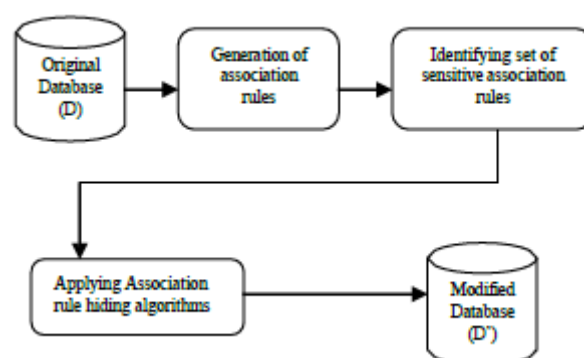 Original
Database
(D)
Generation of
association
rules
Identifying set of
sensitive association
rules
Applying Association
rule hiding algorithms
Modified
Database
(D')